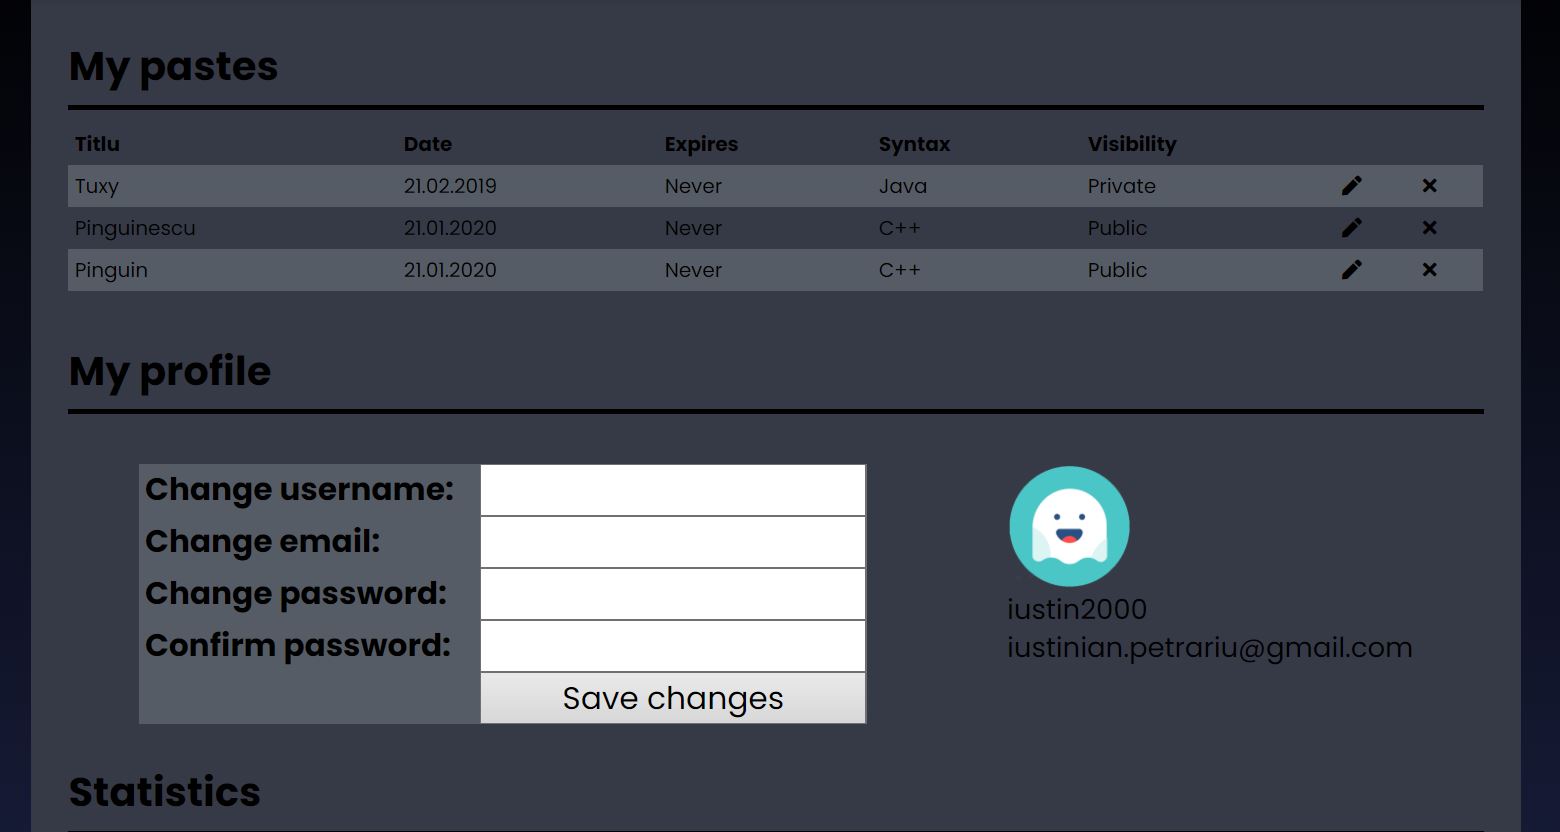 My pastes
Titlu Date Expires Syntax Visibility
Tuxy 21.02.2019 Never Java Private
Pinguinescu 21.01.2020 Never C++ Public
Pinguin 21.01.2020 Never C++ Public
My profile
Change username:
Change email:
Change password:
Confirm password:
Save changes
iustin2000
iustinian.petrariu@gmail.com
Statistics